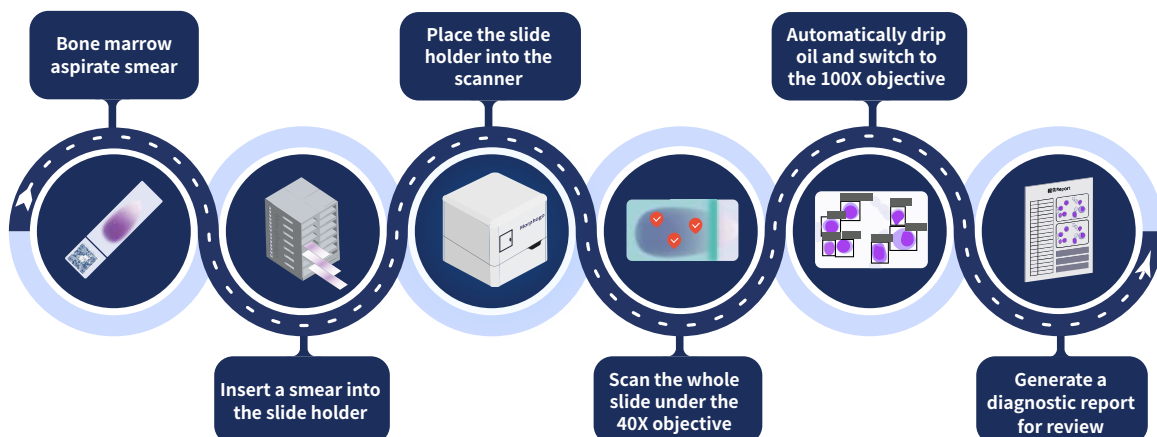 Bone marrow
aspirate smear
Insert a smear into
the slide holder
Place the slide
holder into the
scanner
Morphogo
Scan the whole
slide under the
40X objective
Automatically drip
oil and switch to
the 100X objective
Report
Generate a
diagnostic report
for review